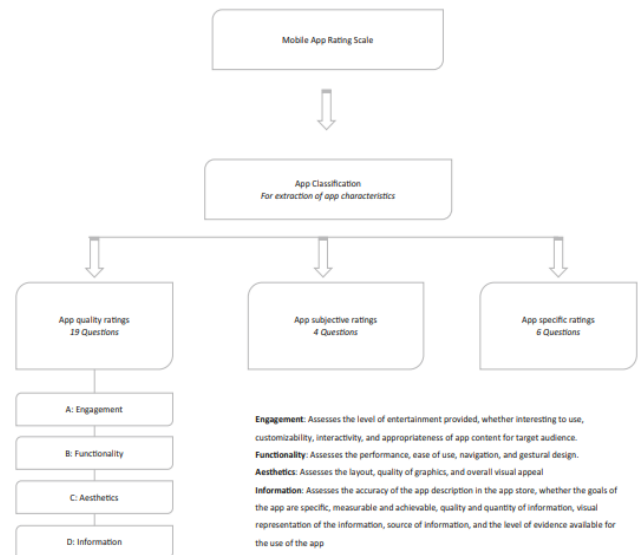 Mobile App Rating Scale
App Classification
For extraction of app characteristics
App quality ratings
19 Questions
App subjective ratings
4 Questions
App specific ratings
6 Questions
A: Engagement
B: Functionality
C: Aesthetics
D: Information
Engagement: Assesses the level of entertainment provided, whether interesting to use,
customizability, interactivity, and appropriateness of app content for target audience.
Functionality: Assesses the performance, ease of use, navigation, and gestural design.
Aesthetics: Assesses the layout, quality of graphics, and overall visual appeal
Information: Assesses the accuracy of the app description in the app store, whether the goals of
the app are specific, measurable and achievable, quality and quantity of information, visual
representation of the information, source of information, and the level of evidence available for
the use of the app